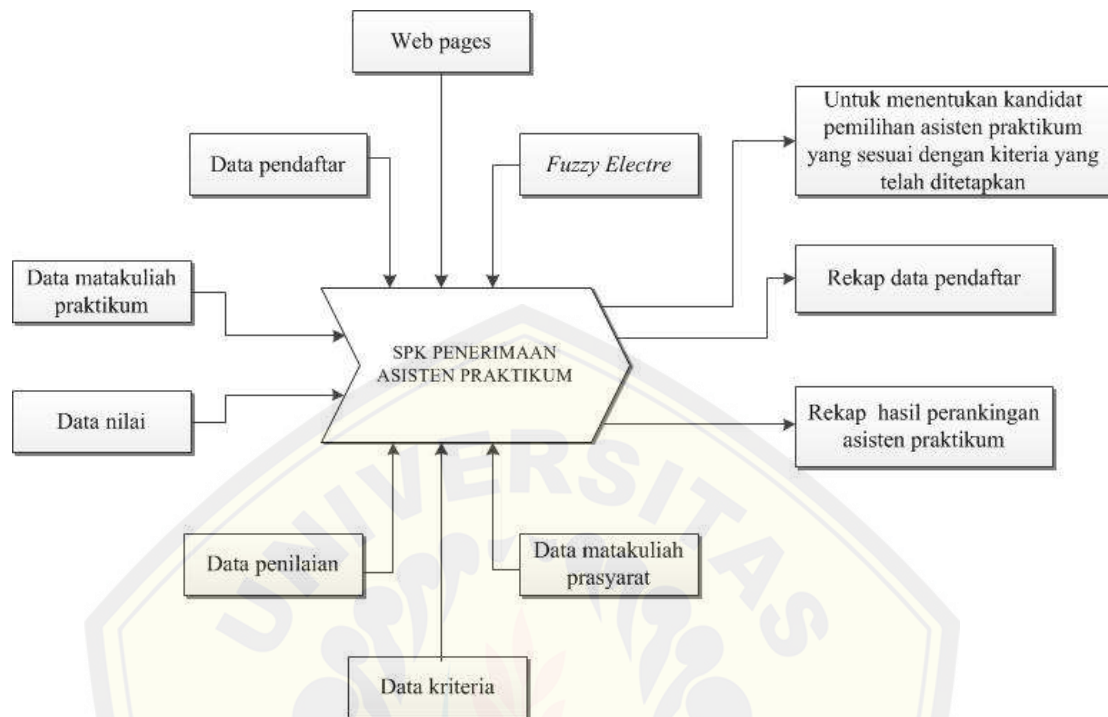 Web pages
Data pendaftar
Fuzzy Electre
Untuk menentukan kandidat
pemilihan asisten praktikum
yang sesuai dengan kiteria yang
telah ditetapkan
Data matakuliah
praktikum
Rekap data pendaftar
SPK PENERIMAAN
ASISTEN PRAKTIKUM
Data nilai
Rekap hasil perankingan
asisten praktikum
Data penilaian
Data matakuliah
prasyarat
Data kriteria
UNIVERSITAS